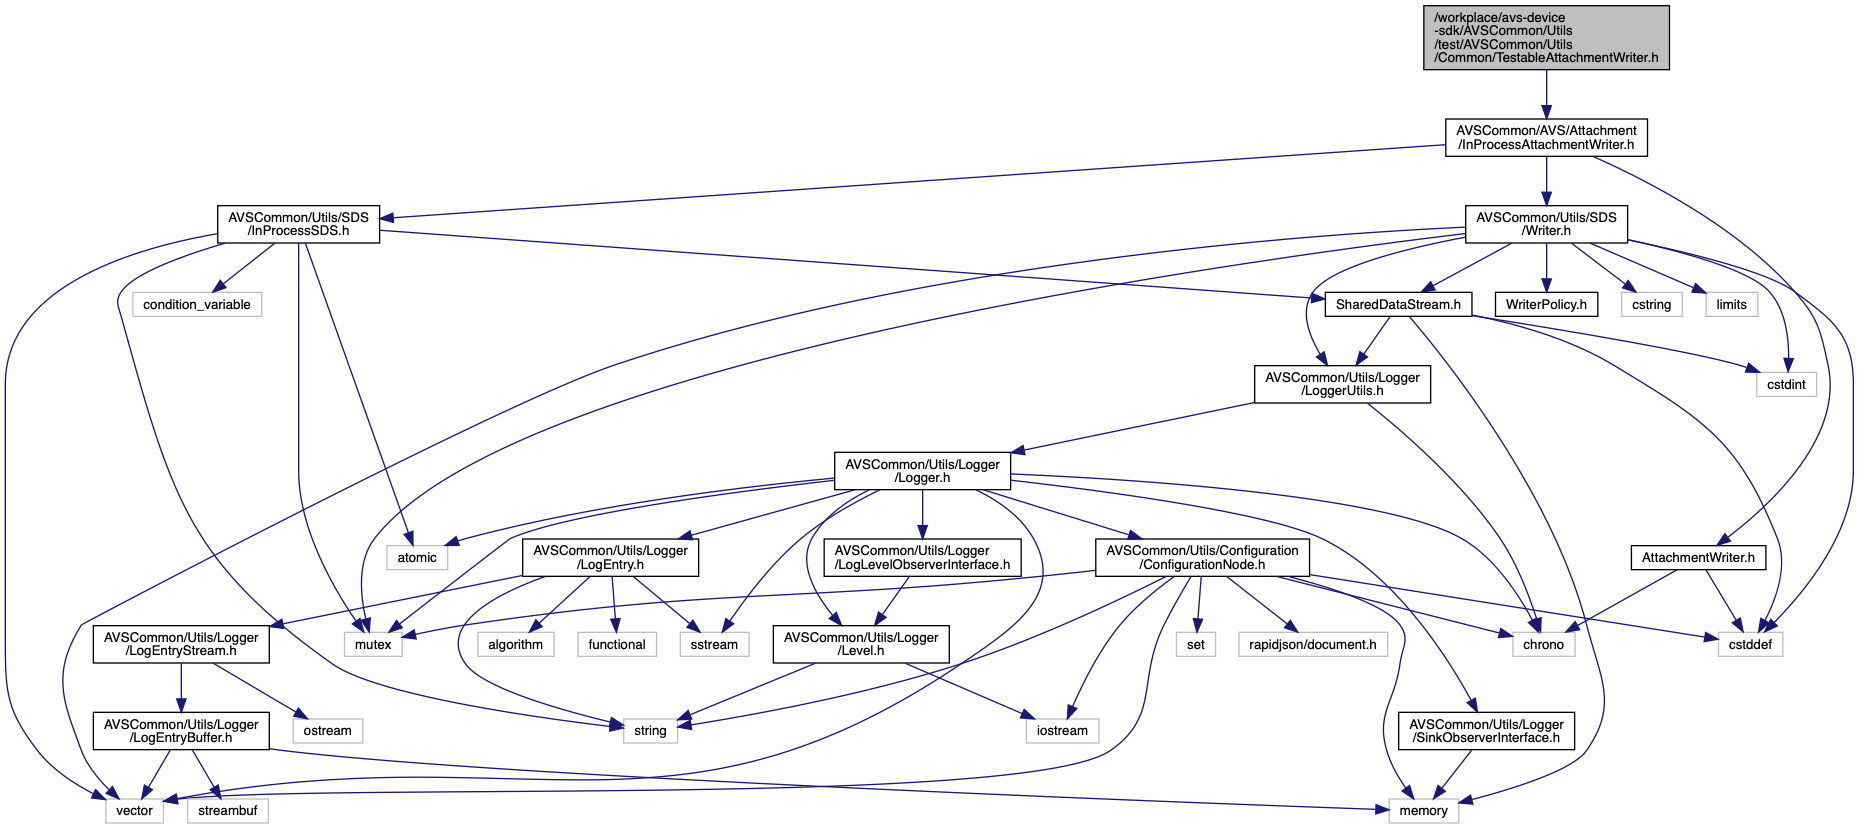 /workplace/avs-device
-sdk/AVSCommon/Utils
/test/AVSCommon/Utils
/Common/TestableAttachmentWriter.h
AVSCommon/AVS/Attachment
/InProcessAttachmentWriter.h
AVSCommon/Utils/SDS
/InProcessSDS.h
AVSCommon/Utils/SDS
/Writer.h
condition_variable
SharedDataStream.h
WriterPolicy.h
cstring
limits
AVSCommon/Utils/Logger
/LoggerUtils.h
cstdint
AVSCommon/Utils/Logger
/Logger.h
atomic
AVSCommon/Utils/Logger
/LogEntry.h
AVSCommon/Utils/Logger
/LogLevelObserverInterface.h
AVSCommon/Utils/Configuration
/ConfigurationNode.h
AttachmentWriter.h
AVSCommon/Utils/Logger
/LogEntryStream.h
mutex
algorithm
functional
sstream
AVSCommon/Utils/Logger
/Level.h
set
rapidjson/document.h
chrono
cstddef
AVSCommon/Utils/Logger
/LogEntryBuffer.h
ostream
string
iostream
AVSCommon/Utils/Logger
/SinkObserverInterface.h
vector
streambuf
memory